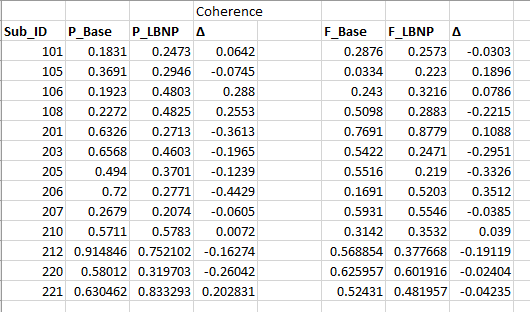 Coherence
Sub_ID P_Base P_LBNP Δ F_Base F_LBNP Δ
101 0.1831 0.2473 0.0642 0.2876 0.2573 -0.0303
105 0.3691 0.2946 -0.0745 0.0334 0.223 0.1896
106 0.1923 0.4803 0.288 0.243 0.3216 0.0786
108 0.2272 0.4825 0.2553 0.5098 0.2883 -0.2215
201 0.6326 0.2713 -0.3613 0.7691 0.8779 0.1088
203 0.6568 0.4603 -0.1965 0.5422 0.2471 -0.2951
205 0.494 0.3701 -0.1239 0.5516 0.219 -0.3326
206 0.72 0.2771 -0.4429 0.1691 0.5203 0.3512
207 0.2679 0.2074 -0.0605 0.5931 0.5546 -0.0385
210 0.5711 0.5783 0.0072 0.3142 0.3532 0.039
212 0.914846 0.752102 -0.16274 0.568854 0.377668 -0.19119
220 0.58012 0.319703 -0.26042 0.625957 0.601916 -0.02404
221 0.630462 0.833293 0.202831 0.52431 0.481957 -0.04235